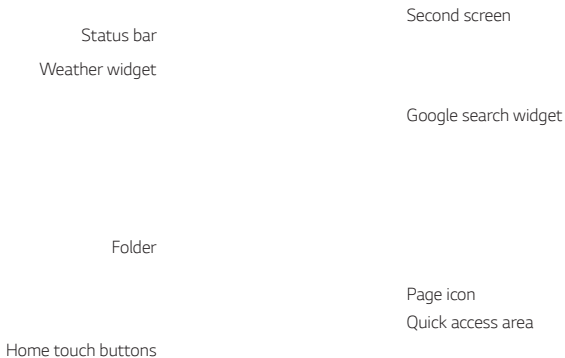 Second screen
Status bar
Weather widget
Google search widget
Folder
Page icon
Quick access area
Home touch buttons